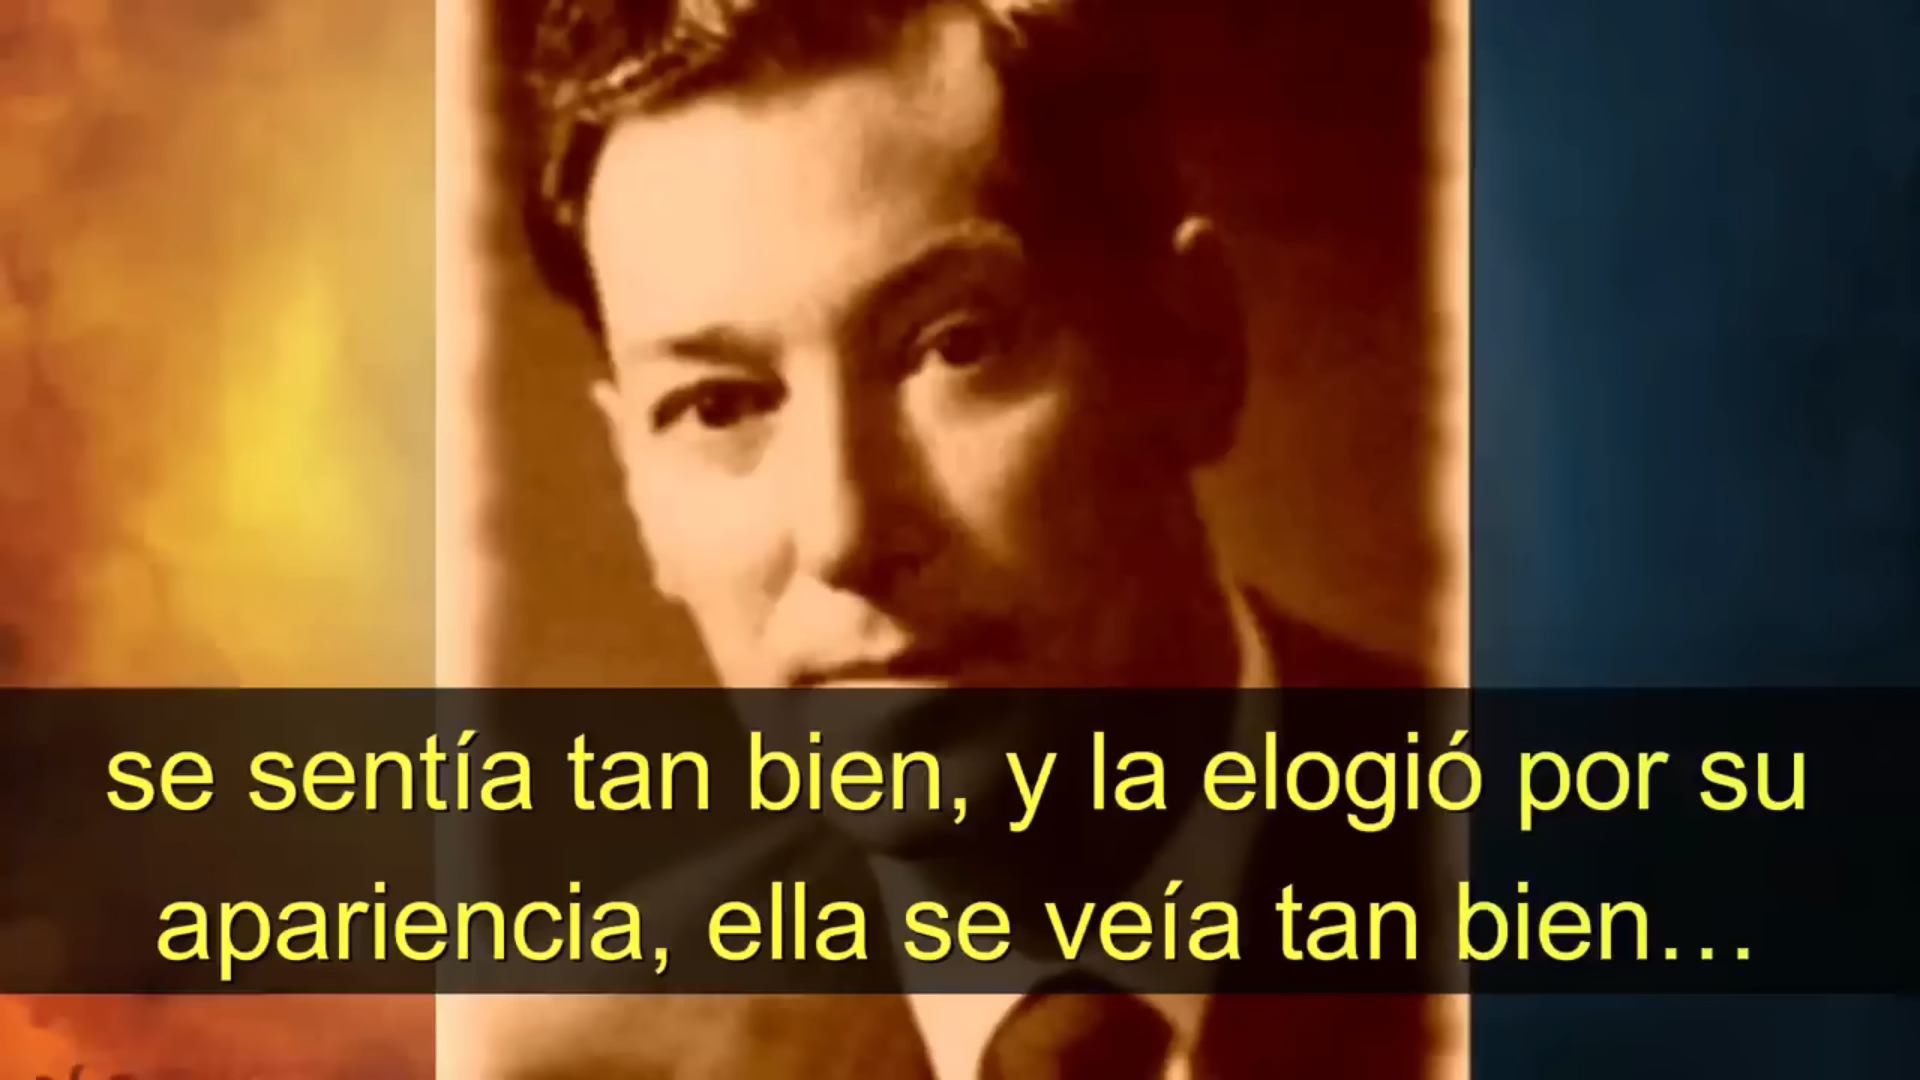 se sentía tan bien, y la elogió por su
apariencia, ella se veía tan bien…